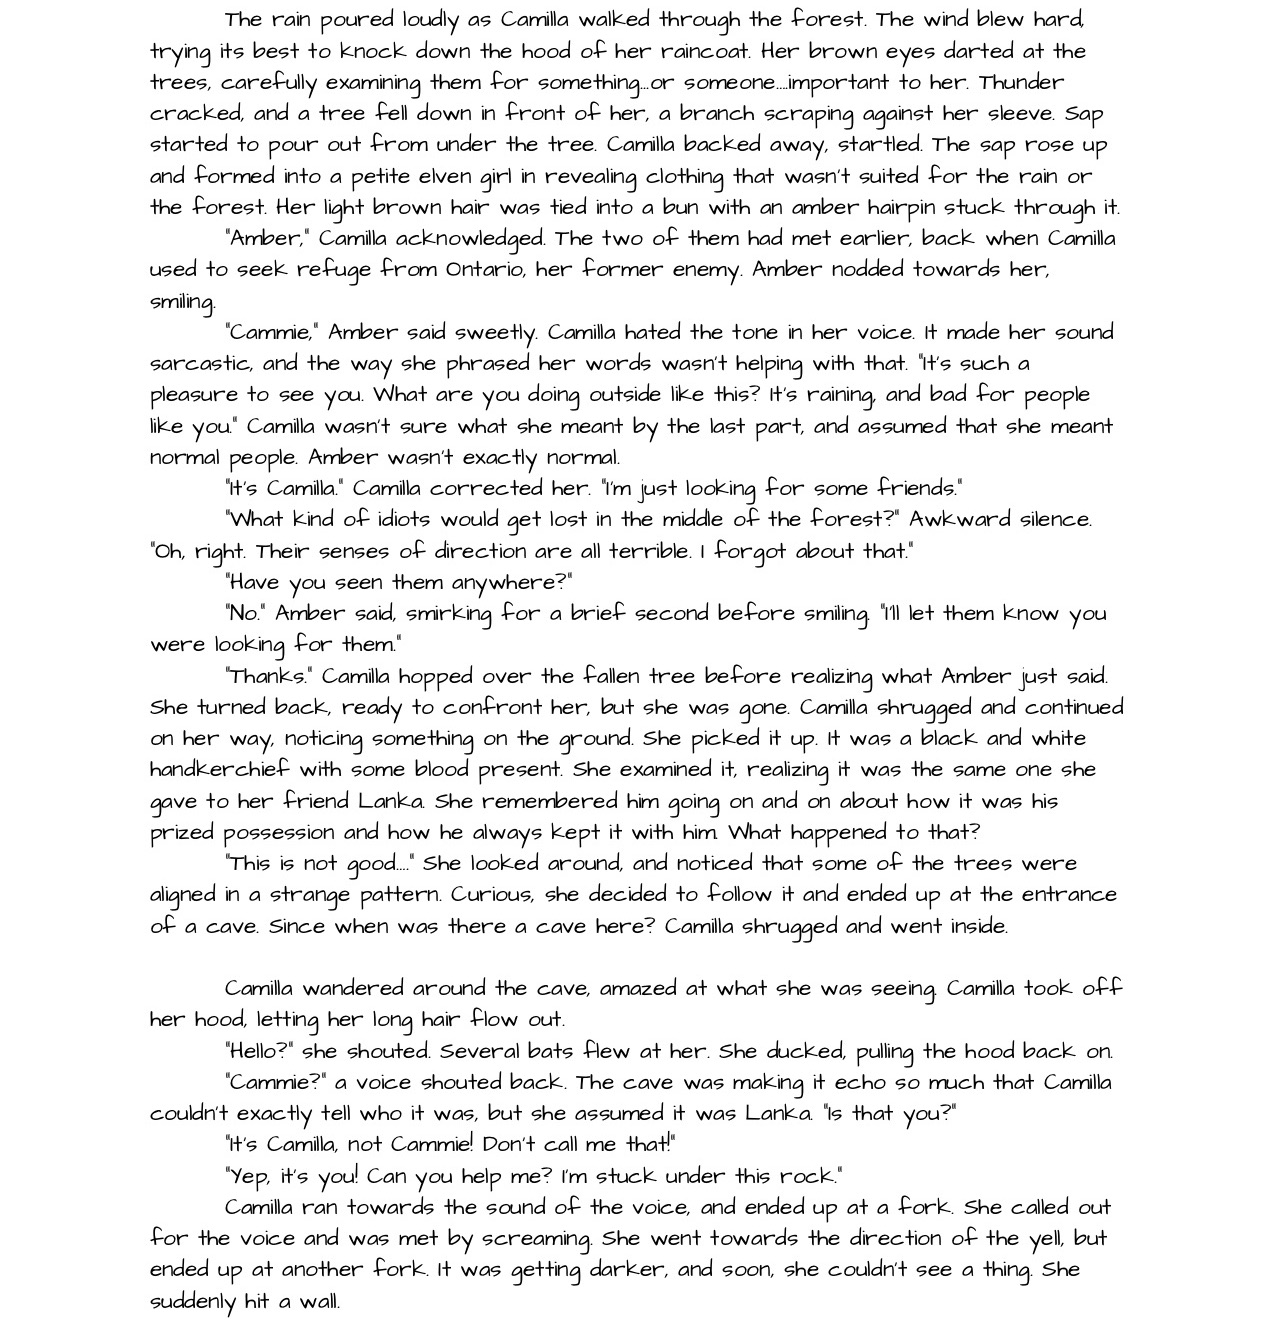 The rain poured loudly as Camilla walked through the forest. The wind blew hard,
trying its best to knock down the hood of her raincoat. Her brown eyes darted at the
trees, carefully examining them for something...or someone....important to her. Thunder
cracked, and a tree fell down in front of her, a branch scraping against her sleeve. Sap
started to pour out from under the tree. Camilla backed away, startled. The sap rose up
and formed into a petite elven girl in revealing clothing that wasn't suited for the rain or
the forest. Her light brown hair was tied into a bun with an amber hairpin stuck through it.
"Amber," Camilla acknowledged. The two of them had met earlier, back when Camilla
used to seek refuge from Ontario, her former enemy. Amber nodded towards her,
smiling.
"Cammie," Amber said sweetly. Camilla hated the tone in her voice. It made her sound
sarcastic, and the way she phrased her words wasn't helping with that. "It's such a
pleasure to see you. What are you doing outside like this? It's raining, and bad for people
like you." Camilla wasn't sure what she meant by the last part, and assumed that she meant
normal people. Amber wasn't exactly normal.
"It's Camilla." Camilla corrected her. "I'm just looking for some friends."
"What kind of idiots would get lost in the middle of the forest?" Awkward silence.
"Oh, right. Their senses of direction are all terrible. I forgot about that."
"Have you seen them anywhere?"
"No." Amber said, smirking for a brief second before smiling. "I'll let them know you
were looking for them."
"Thanks." Camilla hopped over the fallen tree before realizing what Amber just said.
She turned back, ready to confront her, but she was gone. Camilla shrugged and continued
on her way, noticing something on the ground. She picked it up. It was a black and white
handkerchief with some blood present. She examined it, realizing it was the same one she
gave to her friend Lanka. She remembered him going on and on about how it was his
prized possession and how he always kept it with him. What happened to that?
"This is not good...." She looked around, and noticed that some of the trees were
aligned in a strange pattern. Curious, she decided to follow it and ended up at the entrance
of a cave. Since when was there a cave here? Camilla shrugged and went inside.
Camilla wandered around the cave, amazed at what she was seeing. Camilla took off
her hood, letting her long hair flow out.
"Hello?" she shouted. Several bats flew at her. She ducked, pulling the hood back on.
"Cammie?" a voice shouted back. The cave was making it echo so much that Camilla
couldn't exactly tell who it was, but she assumed it was Lanka. "Is that you?"
"It's Camilla, not Cammie! Don't call me that!"
"Yep, it's you! Can you help me? I'm stuck under this rock."
Camilla ran towards the sound of the voice, and ended up at a fork. She called out
for the voice and was met by screaming. She went towards the direction of the yell, but
ended up at another fork. It was getting darker, and soon, she couldn't see a thing. She
suddenly hit a wall.